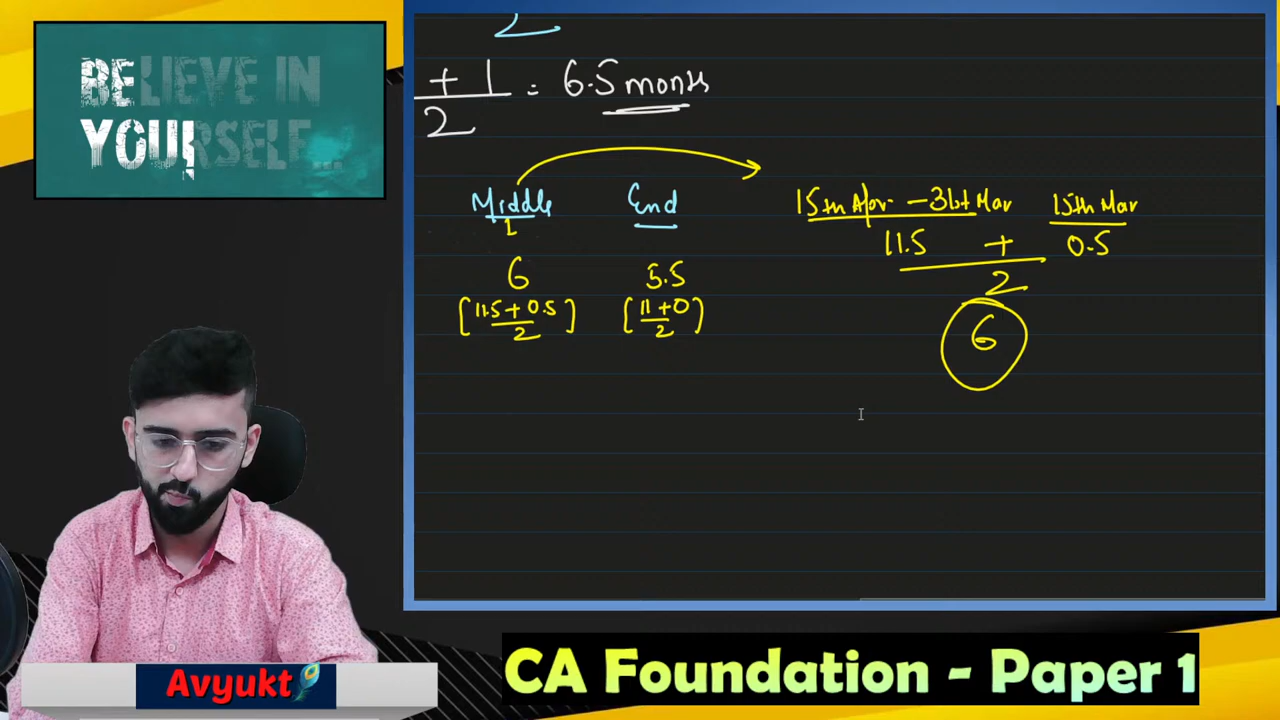 BELIEVE IN
YOURSELF...
2
+ 1
2
= 6.5 months
Middle End
1
6 5.5
[11.5 + 0.5] [11 + 0]
2 2
15th Apr - 31st Mar 15th Mar
11.5 + 0.5
2
6
Avyukt
CA Foundation - Paper 1